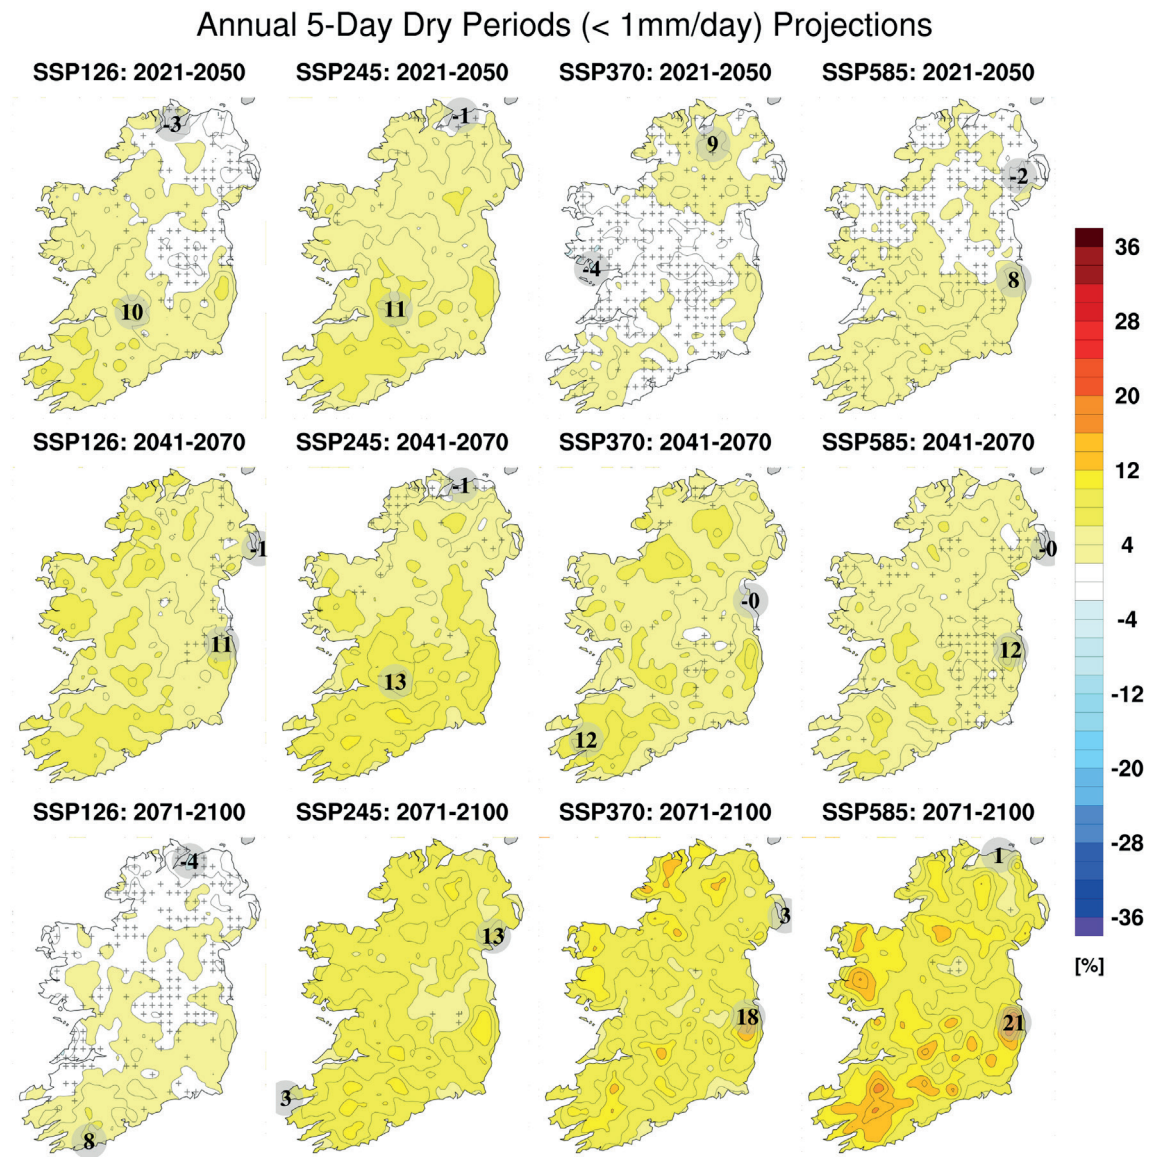 Annual 5-Day Dry Periods (< 1mm/day) Projections
SSP126: 2021-2050 SSP245: 2021-2050 SSP370: 2021-2050 SSP585: 2021-2050
-3 -1 9 -2
10 11 -4 8
SSP126: 2041-2070 SSP245: 2041-2070 SSP370: 2041-2070 SSP585: 2041-2070
-1 -1 -0 -0
11 13 12 12
SSP126: 2071-2100 SSP245: 2071-2100 SSP370: 2071-2100 SSP585: 2071-2100
-4 13 3 1
8 3 18 21
36
28
20
12
4
-4
-12
-20
-28
-36
[%]